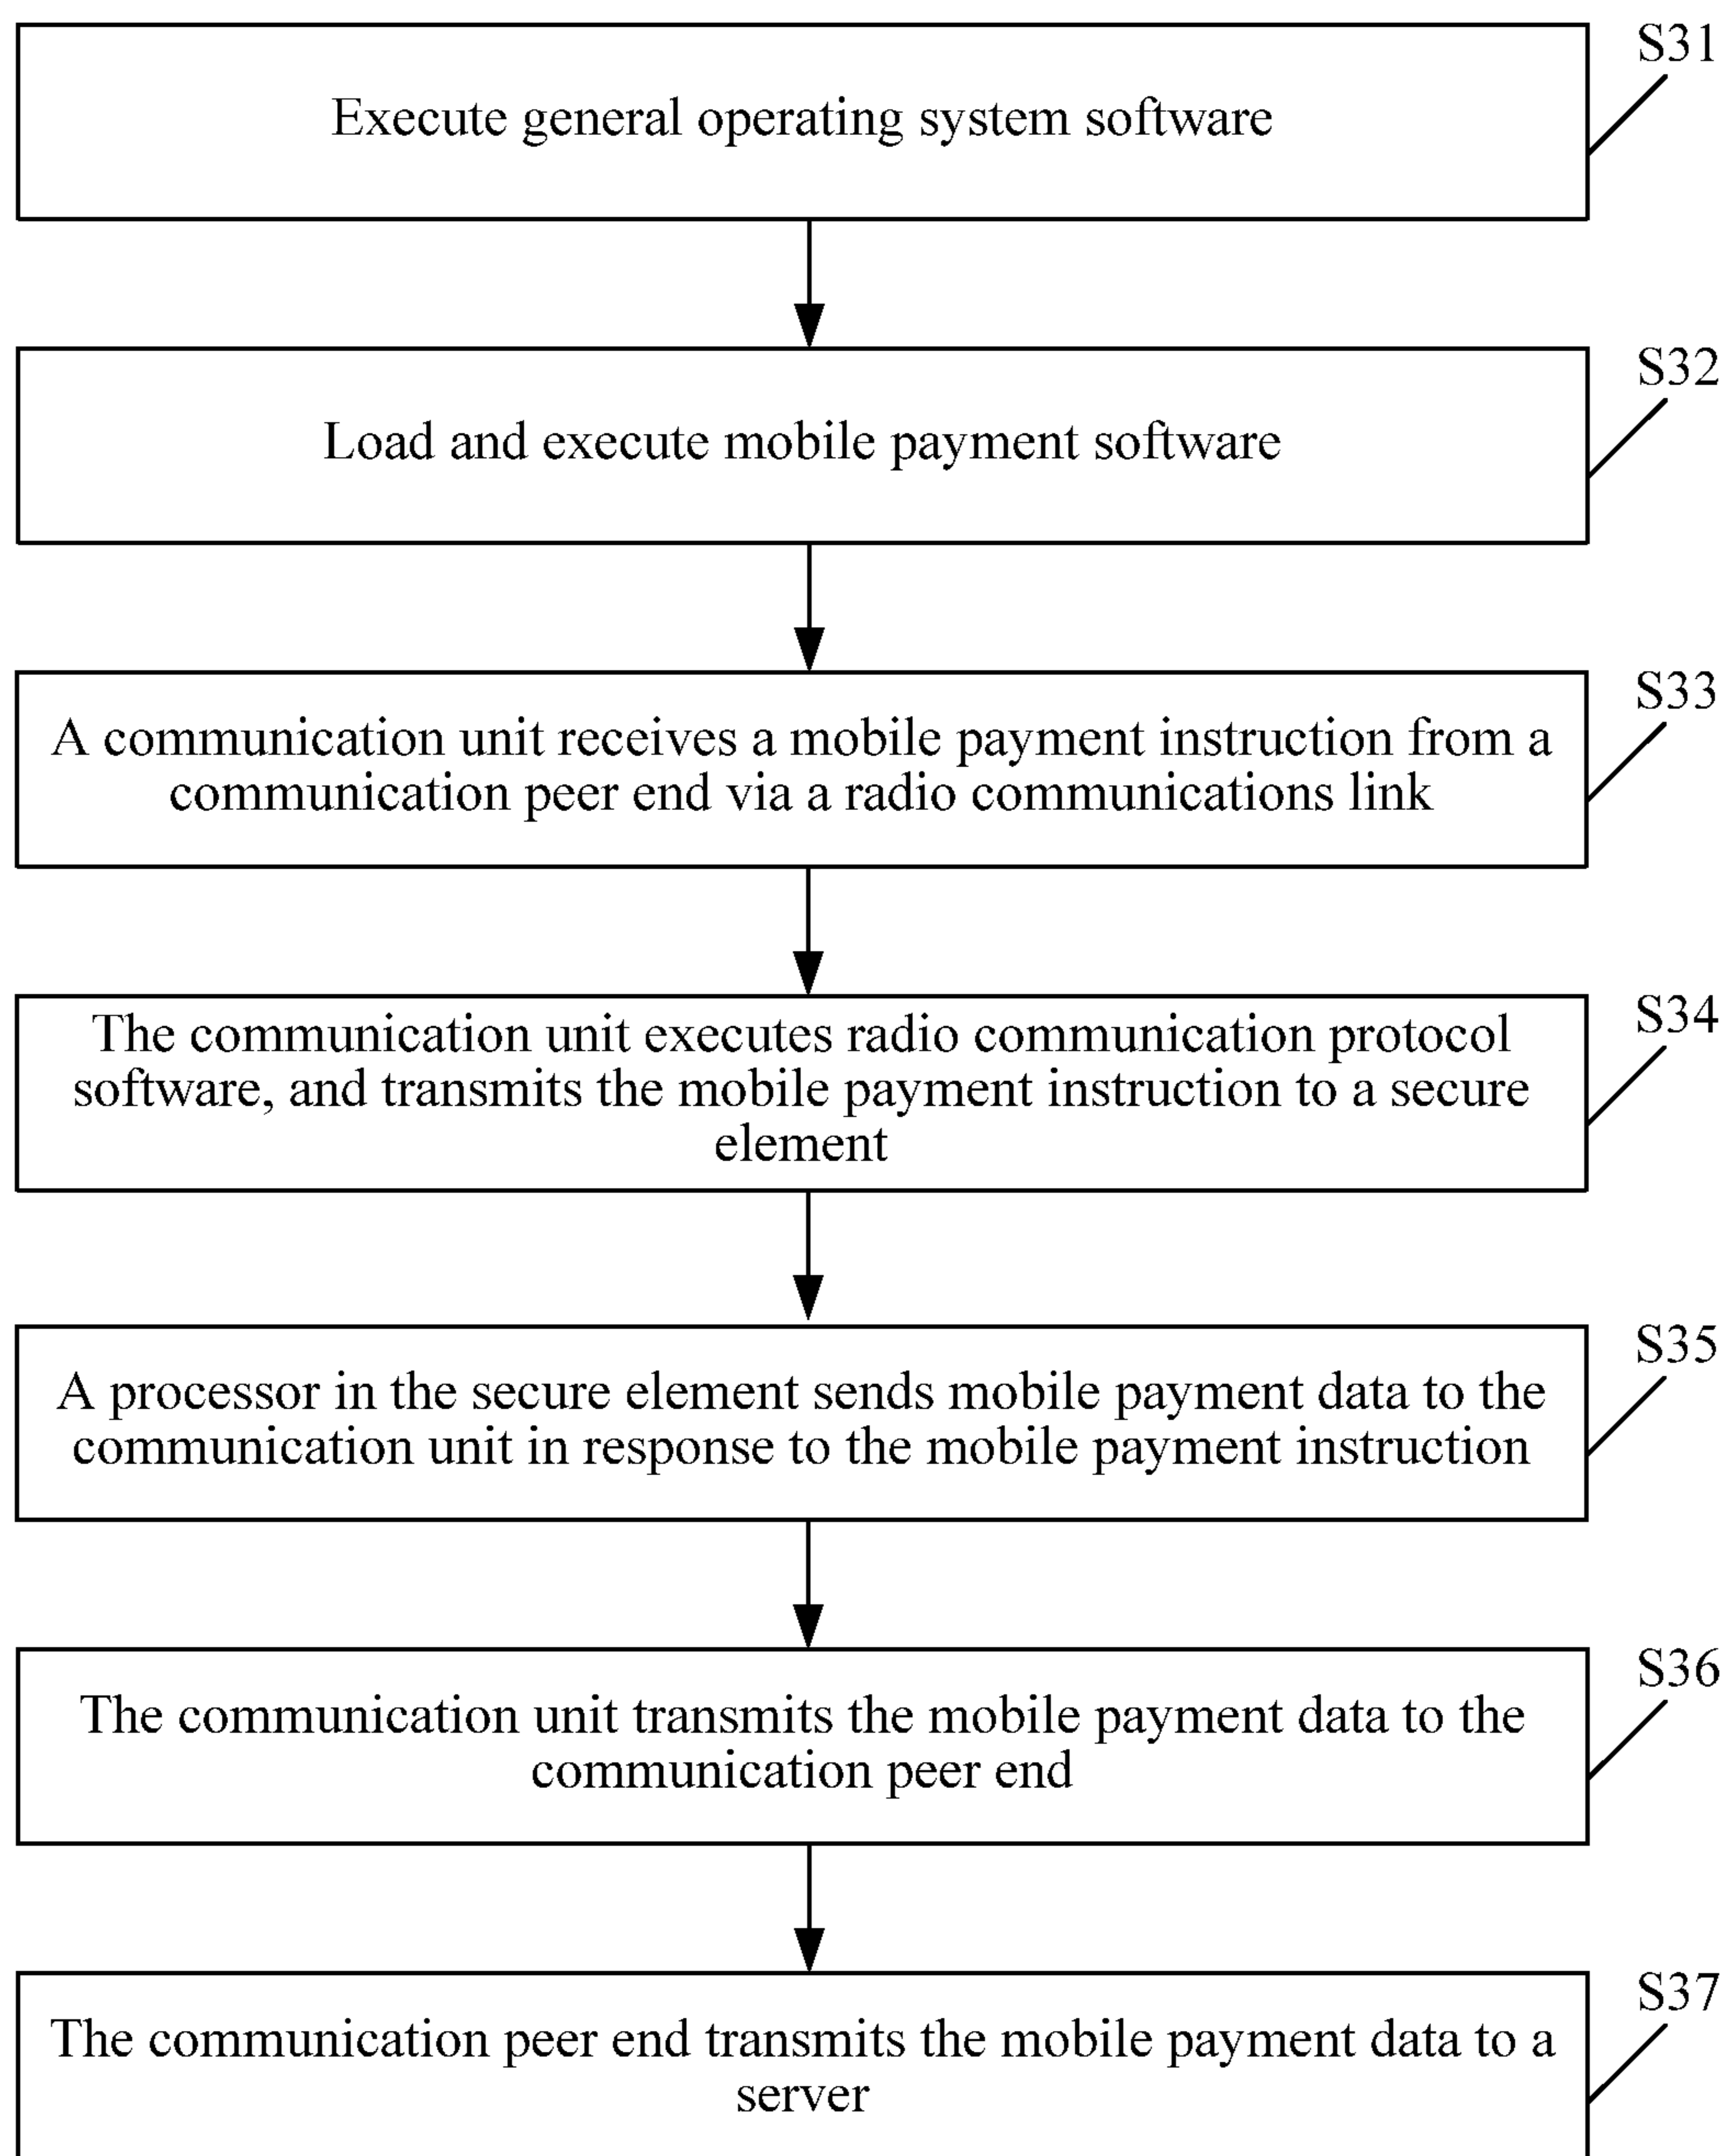 S31
Execute general operating system software
S32
Load and execute mobile payment software
S33
A communication unit receives a mobile payment instruction from a
communication peer end via a radio communications link
S34
The communication unit executes radio communication protocol
software, and transmits the mobile payment instruction to a secure
element
S35
A processor in the secure element sends mobile payment data to the
communication unit in response to the mobile payment instruction
S36
The communication unit transmits the mobile payment data to the
communication peer end
S37
The communication peer end transmits the mobile payment data to a
server